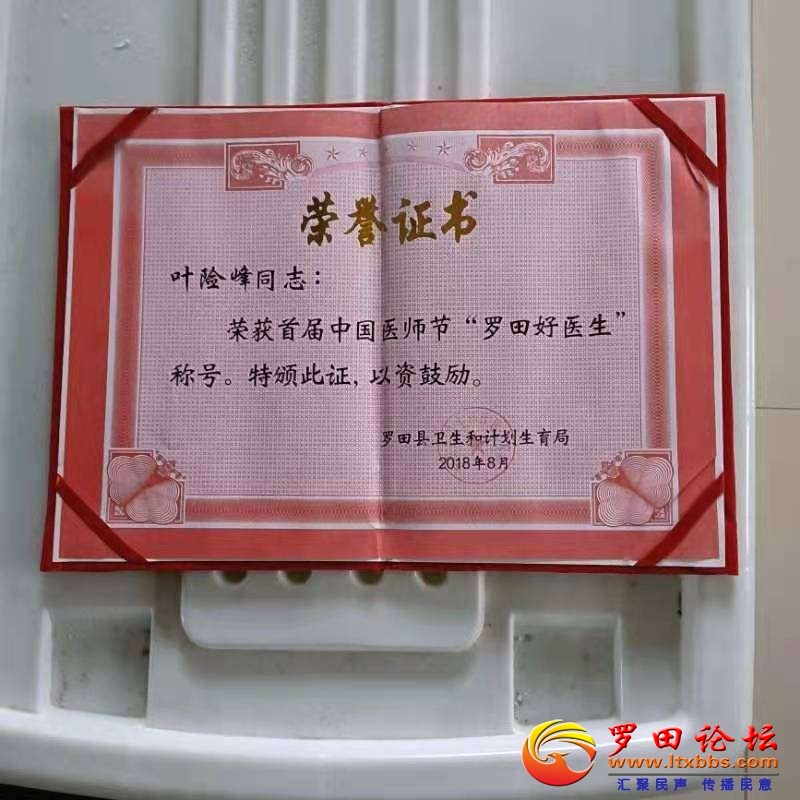 荣誉证书
叶险峰同志：
荣获首届中国医师节“罗田好医生”
称号。特颁此证，以资鼓励。
罗田县卫生和计划生育局
2018年8月
罗田论坛
www.ltxbbs.com
汇聚民声 传播民意